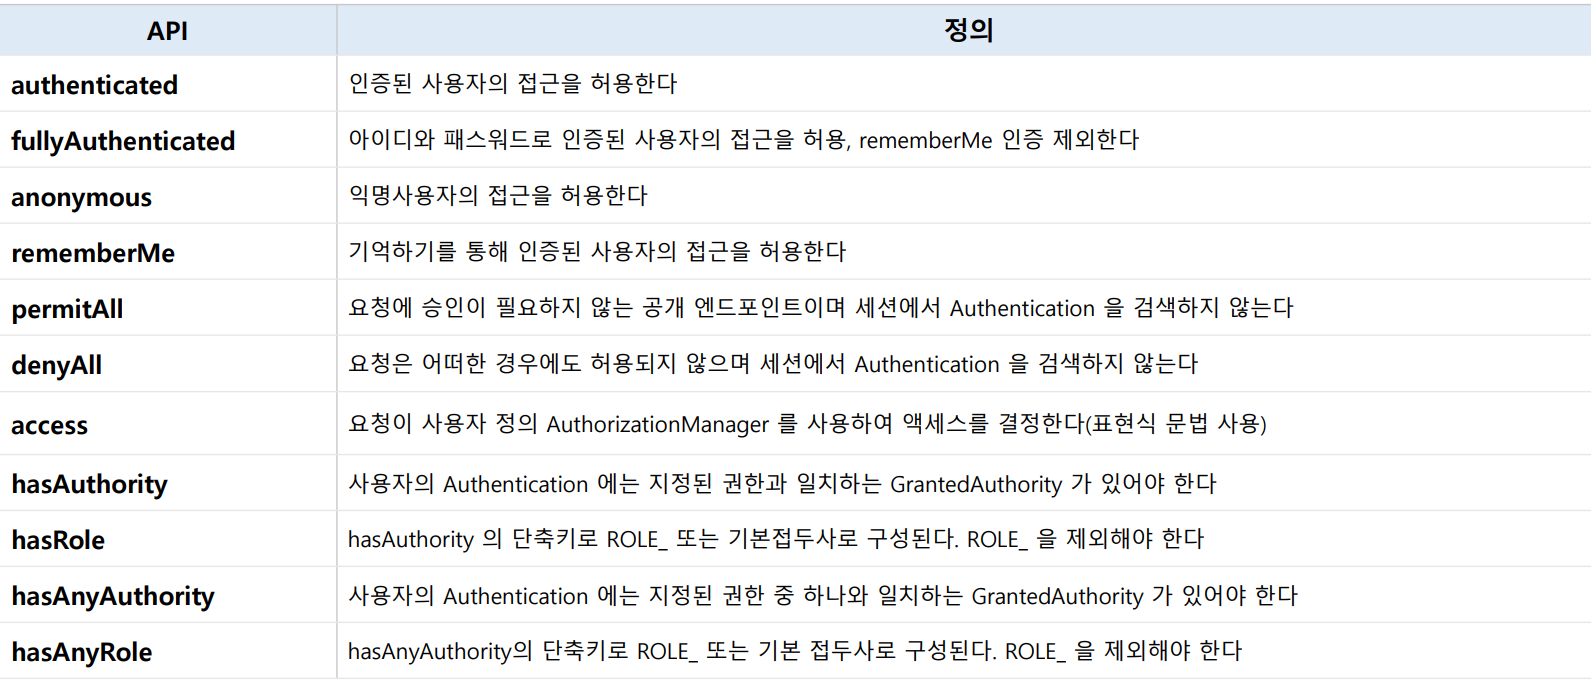 API 정의
authenticated 인증된 사용자의 접근을 허용한다
fullyAuthenticated 아이디와 패스워드로 인증된 사용자의 접근을 허용, rememberMe 인증 제외한다
anonymous 익명사용자의 접근을 허용한다
rememberMe 기억하기를 통해 인증된 사용자의 접근을 허용한다
permitAll 요청에 승인이 필요하지 않는 공개 엔드포인트이며 세션에서 Authentication 을 검색하지 않는다
denyAll 요청은 어떠한 경우에도 허용되지 않으며 세션에서 Authentication 을 검색하지 않는다
access 요청이 사용자 정의 AuthorizationManager 를 사용하여 액세스를 결정한다(표현식 문법 사용)
hasAuthority 사용자의 Authentication 에는 지정된 권한과 일치하는 GrantedAuthority 가 있어야 한다
hasRole hasAuthority 의 단축키로 ROLE_ 또는 기본접두사로 구성된다. ROLE_ 을 제외해야 한다
hasAnyAuthority 사용자의 Authentication 에는 지정된 권한 중 하나와 일치하는 GrantedAuthority 가 있어야 한다
hasAnyRole hasAnyAuthority의 단축키로 ROLE_ 또는 기본 접두사로 구성된다. ROLE_ 을 제외해야 한다